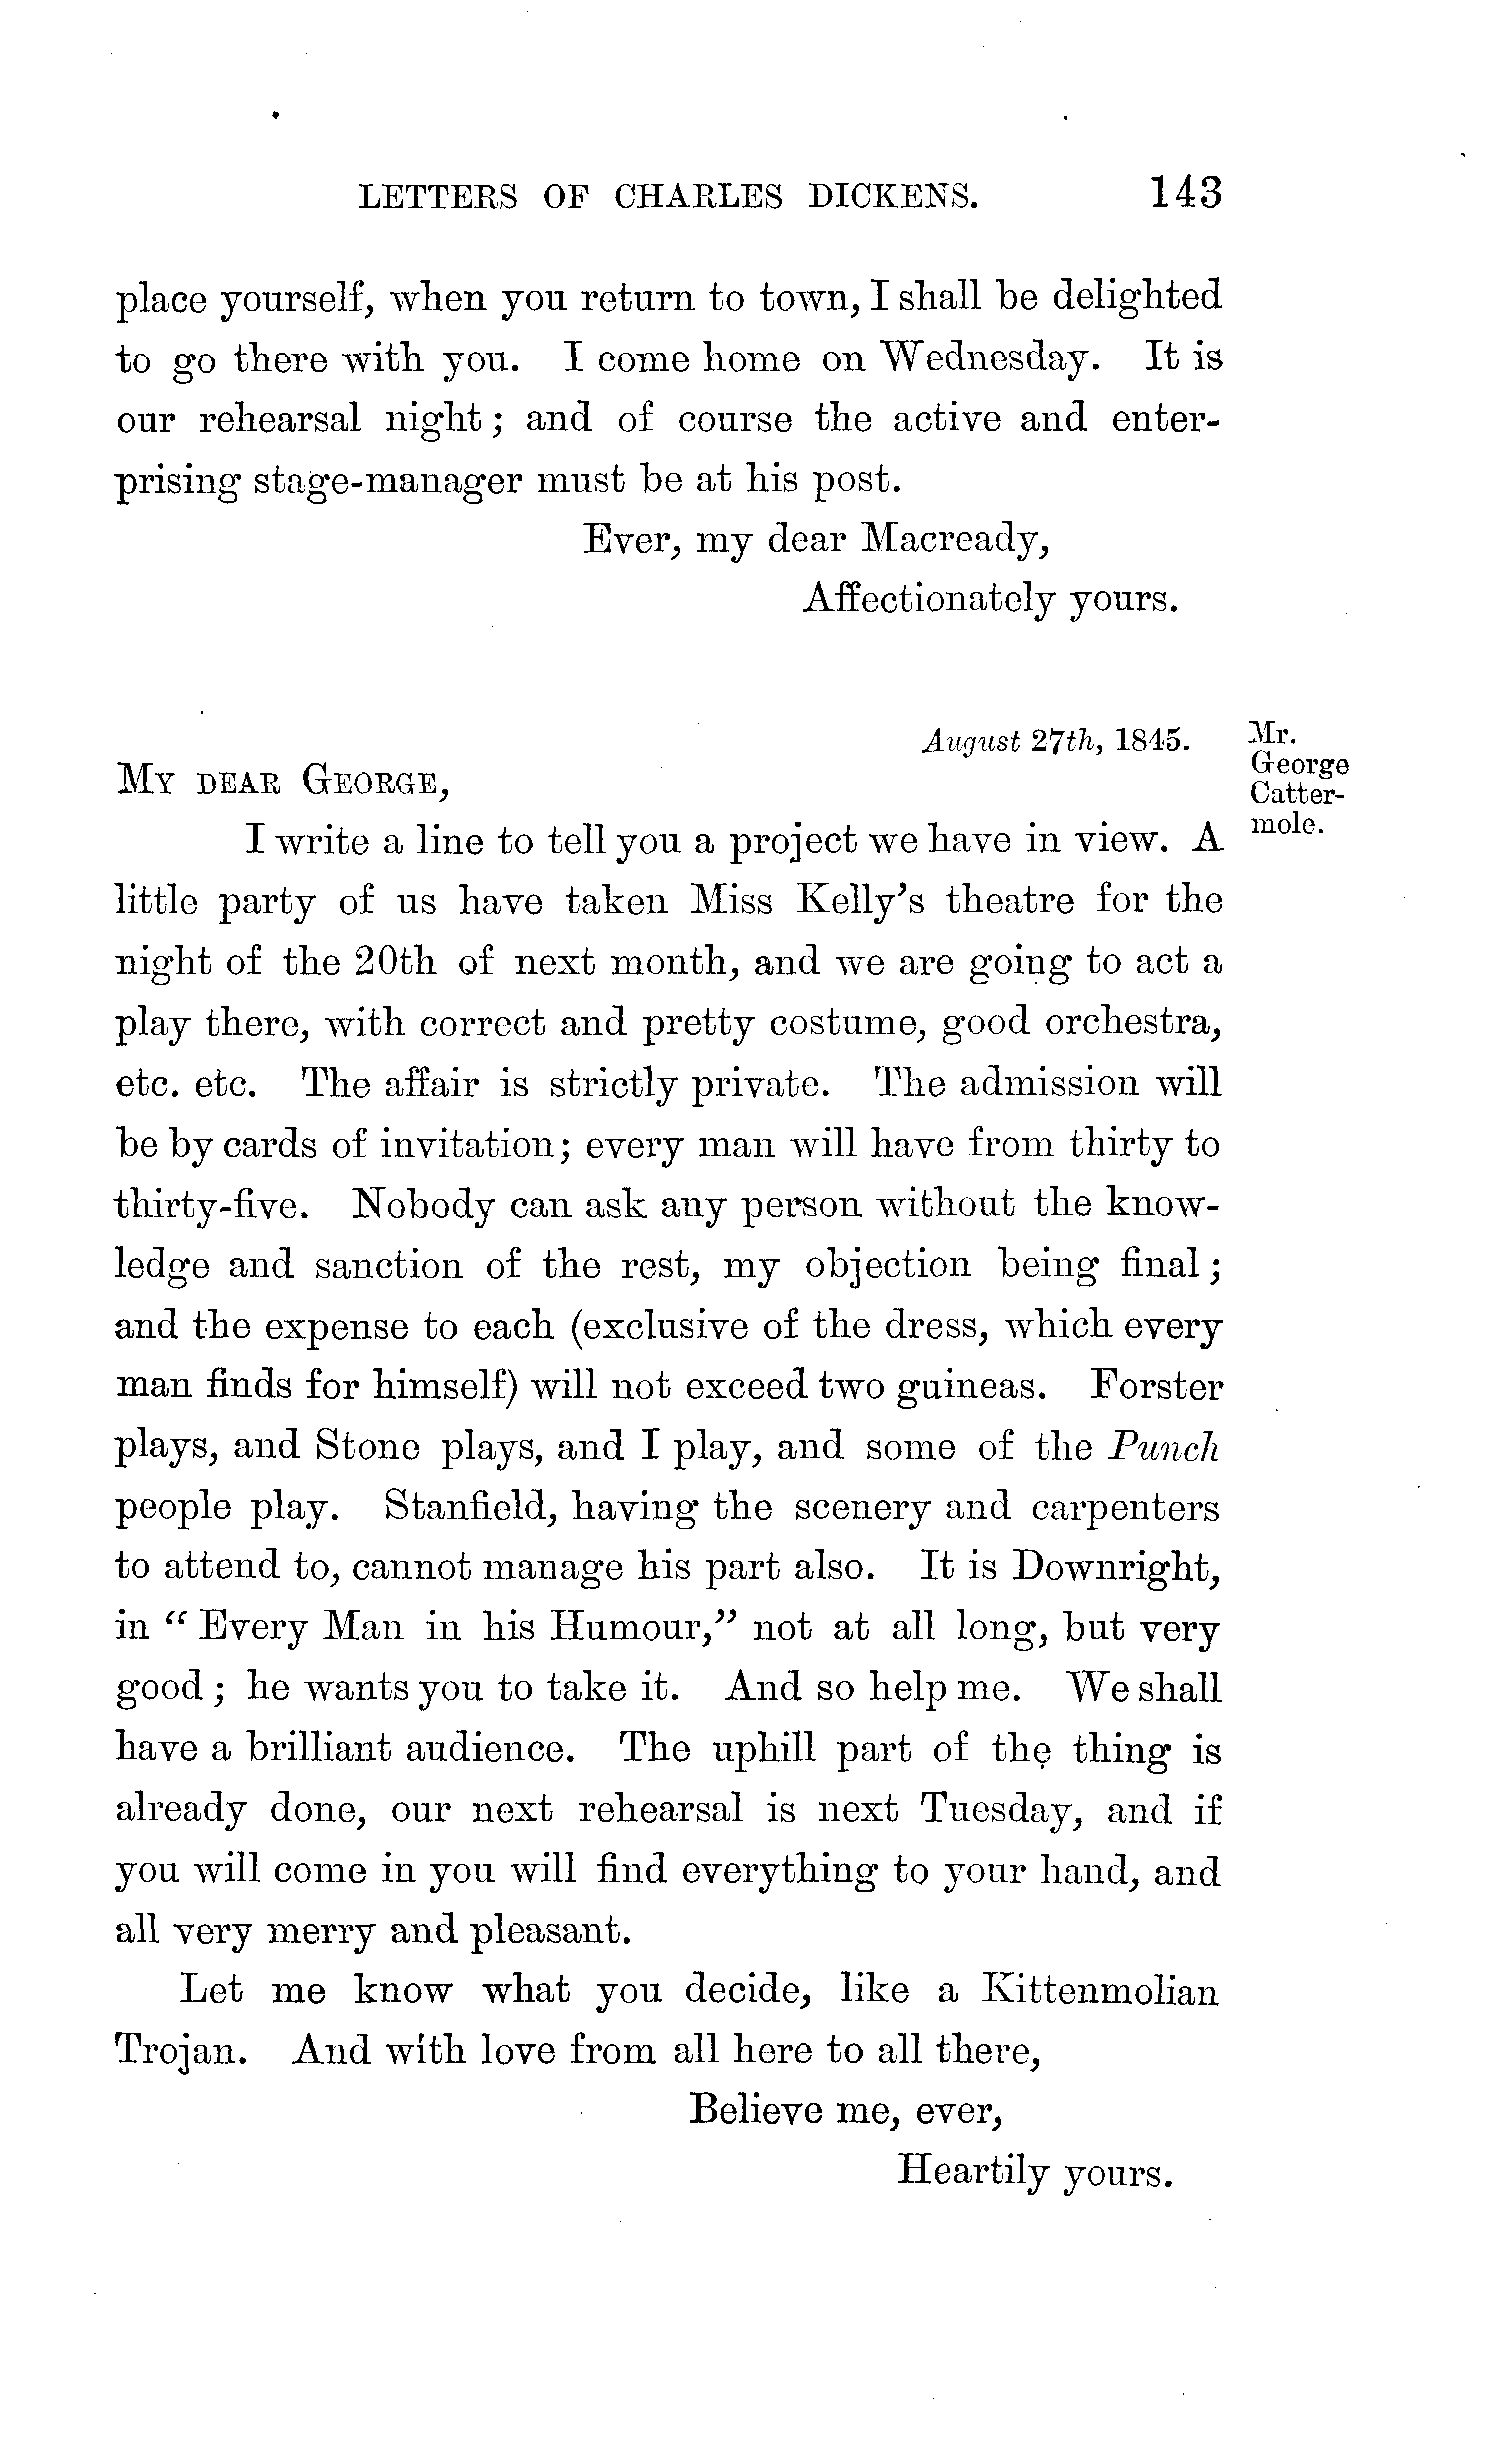 LETTERS OF CHARLES DICKENS. 143
place yourself, when you return to town, I shall be delighted
to go there with you. I come home on Wednesday. It is
our rehearsal night; and of course the active and enter-
prising stage-manager must be at his post.
Ever, my dear Macready,
Affectionately yours.
August 27th, 1845.
Mr.
George
Catter-
mole.
MY DEAR GEORGE,
I write a line to tell you a project we have in view. A
little party of us have taken Miss Kelly's theatre for the
night of the 20th of next month, and we are going to act a
play there, with correct and pretty costume, good orchestra,
etc. etc. The affair is strictly private. The admission will
be by cards of invitation; every man will have from thirty to
thirty-five. Nobody can ask any person without the know-
ledge and sanction of the rest, my objection being final;
and the expense to each (exclusive of the dress, which every
man finds for himself) will not exceed two guineas. Forster
plays, and Stone plays, and I play, and some of the Punch
people play. Stanfield, having the scenery and carpenters
to attend to, cannot manage his part also. It is Downright,
in "Every Man in his Humour," not at all long, but very
good; he wants you to take it. And so help me. We shall
have a brilliant audience. The uphill part of the thing is
already done, our next rehearsal is next Tuesday, and if
you will come in you will find everything to your hand, and
all very merry and pleasant.
Let me know what you decide, like a Kittenmolian
Trojan. And with love from all here to all there,
Believe me, ever,
Heartily yours.